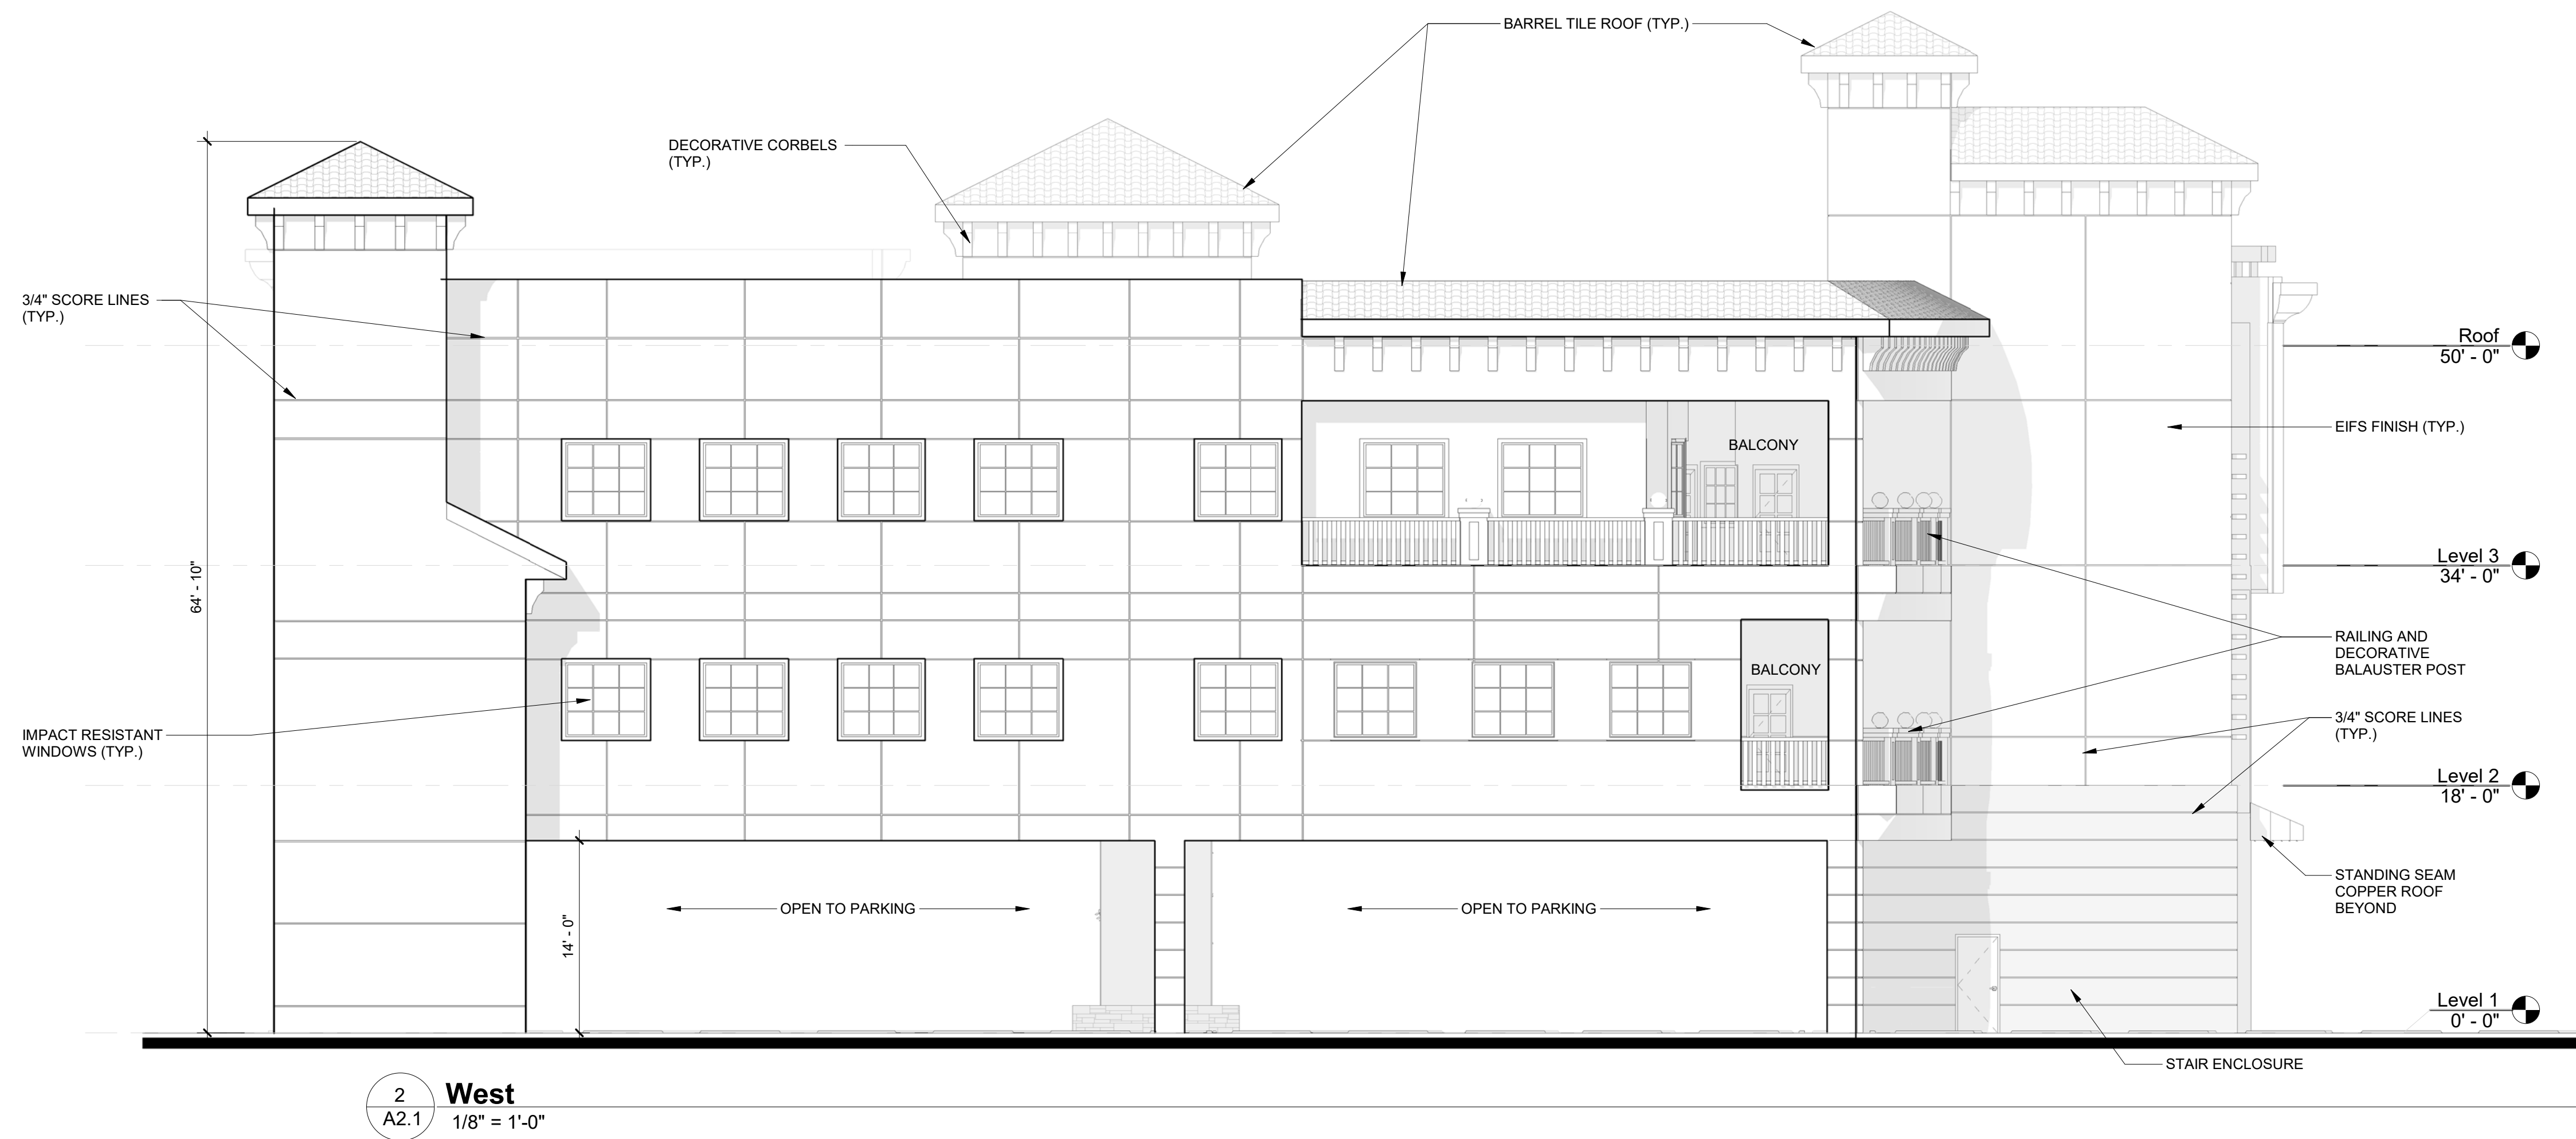 BARREL TILE ROOF (TYP.)
DECORATIVE CORBELS
(TYP.)
3/4" SCORE LINES
(TYP.)
Roof
50' - 0"
EIFS FINISH (TYP.)
BALCONY
64' - 10"
Level 3
34' - 0"
RAILING AND
DECORATIVE
BALAUSTER POST
BALCONY
3/4" SCORE LINES
(TYP.)
IMPACT RESISTANT
WINDOWS (TYP.)
Level 2
18' - 0"
STANDING SEAM
COPPER ROOF
BEYOND
OPEN TO PARKING
OPEN TO PARKING
14' - 0"
Level 1
0' - 0"
STAIR ENCLOSURE
2
A2.1
West
1/8" = 1'-0"